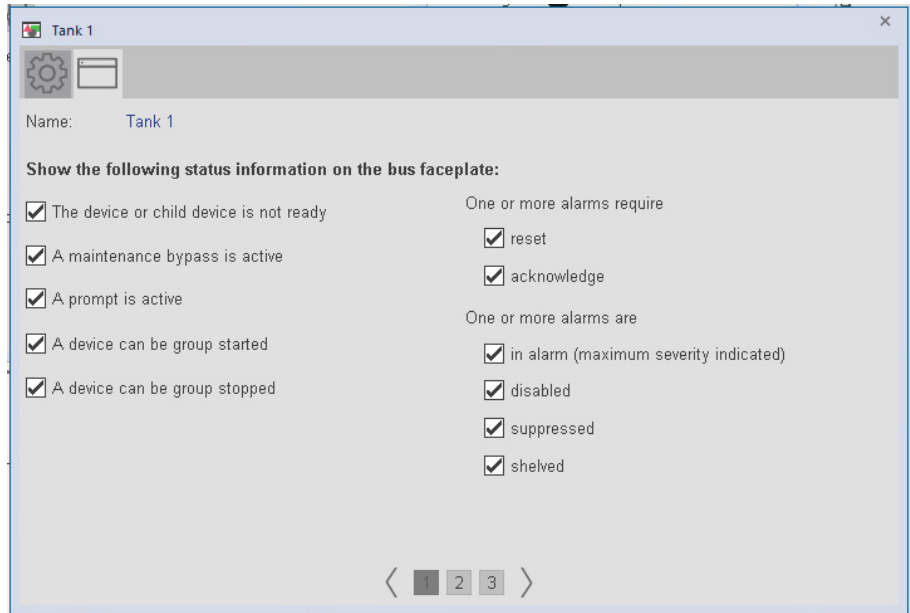 Tank 1
Name: Tank 1
Show the following status information on the bus faceplate:
The device or child device is not ready
A maintenance bypass is active
A prompt is active
A device can be group started
A device can be group stopped
One or more alarms require
reset
acknowledge
One or more alarms are
in alarm (maximum severity indicated)
disabled
suppressed
shelved
1 2 3